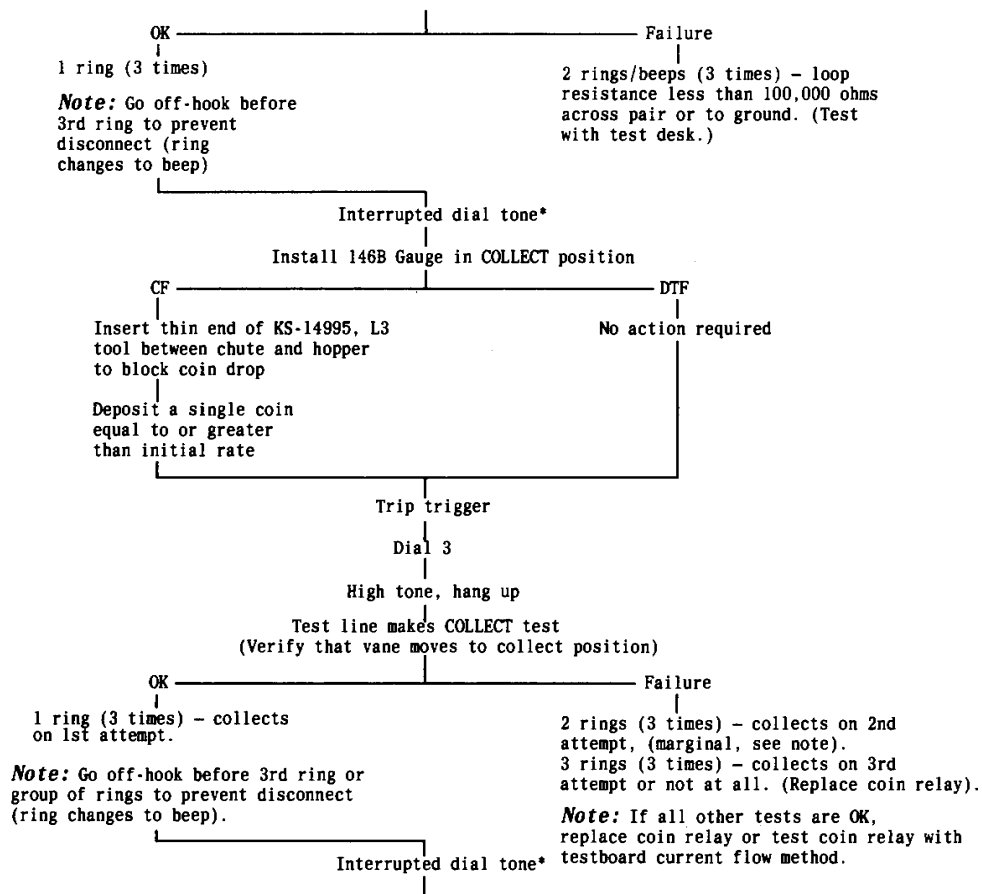 OK
Failure
1 ring (3 times)
Note: Go off-hook before
3rd ring to prevent
disconnect (ring
changes to beep)
2 rings/beeps (3 times) – loop
resistance less than 100,000 ohms
across pair or to ground. (Test
with test desk.)
Interrupted dial tone*
Install 146B Gauge in COLLECT position
CF
DTF
Insert thin end of KS-14995, L3
tool between chute and hopper
to block coin drop
No action required
Deposit a single coin
equal to or greater
than initial rate
Trip trigger
Dial 3
High tone, hang up
Test line makes COLLECT test
(Verify that vane moves to collect position)
OK
Failure
1 ring (3 times) – collects
on 1st attempt.
Note: Go off-hook before 3rd ring or
group of rings to prevent disconnect
(ring changes to beep).
2 rings (3 times) – collects on 2nd
attempt, (marginal, see note).
3 rings (3 times) – collects on 3rd
attempt or not at all. (Replace coin relay).
Note: If all other tests are OK,
replace coin relay or test coin relay with
testboard current flow method.
Interrupted dial tone*